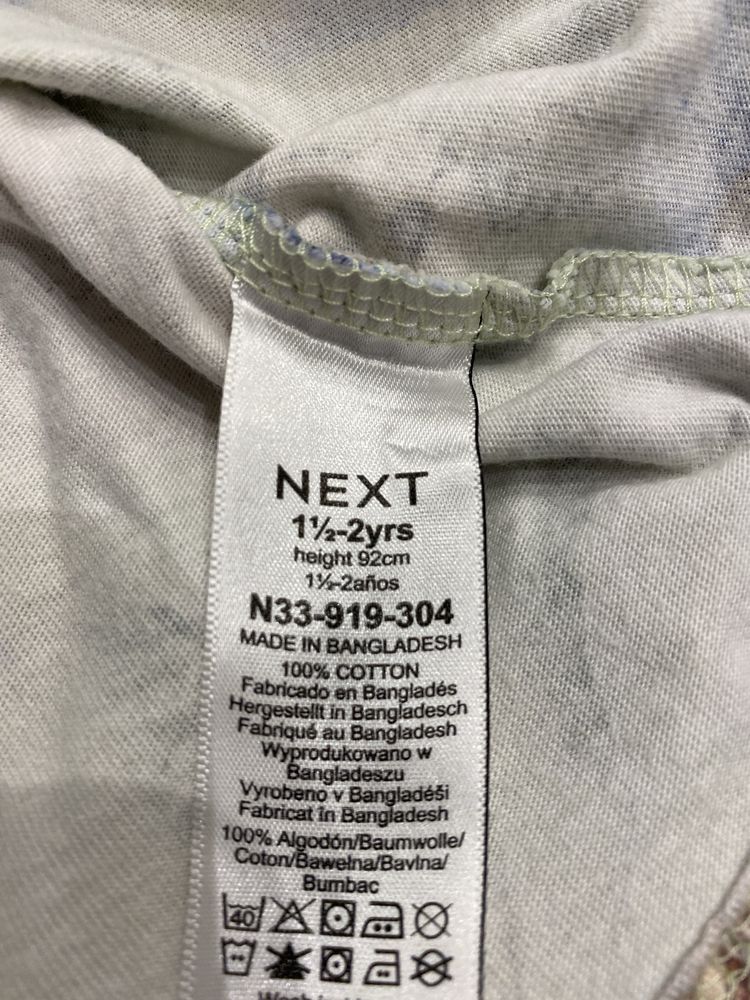 NEXT
1½-2yrs
height 92cm
1½-2años
N33-919-304
MADE IN BANGLADESH
100% COTTON
Fabricado en Bangladés
Hergestellt in Bangladesch
Fabriqué au Bangladesh
Wyprodukowano w
Bangladeszu
Vyrobeno v Bangladéši
Fabricat în Bangladesh
100% Algodón/Baumwolle/
Coton/Bawełna/Bavlna/
Bumbac
40